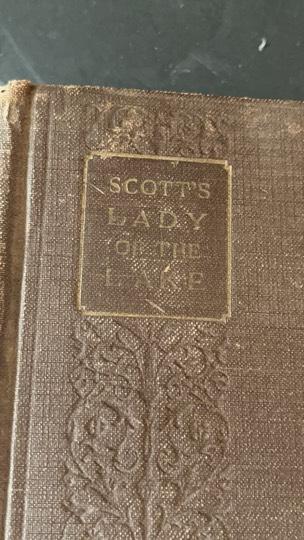 SCOTT'S
LADY
OF THE
LAKE